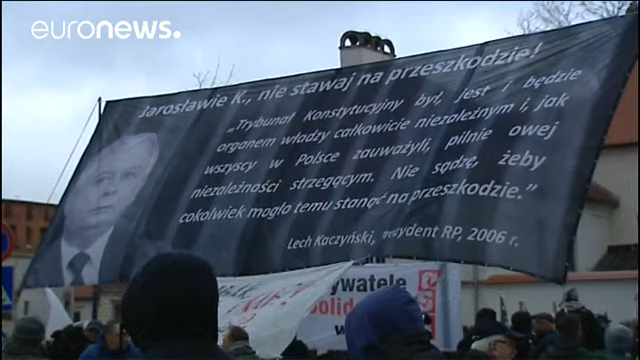 euronews.
Jarosławie K., nie stawaj na przeszkodzie!
„Trybunał Konstytucyjny był, jest i będzie
organem władzy całkowicie niezależnym i, jak
wszyscy w Polsce zauważyli, pilnie owej
niezależności strzegącym. Nie sądzę, żeby
cokolwiek mogło temu stanąć na przeszkodzie.”
Lech Kaczyński, prezydent RP, 2006 r.